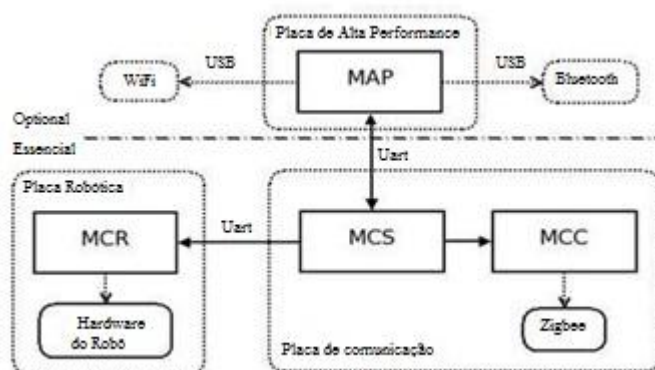 Placa de Alta Performance
USB
USB
WiFi
MAP
Bluetooth
Optional
Essencial
Uart
Placa Robótica
Uart
MCR
MCS
MCC
Hardware
do Robô
Zigbee
Placa de comunicação